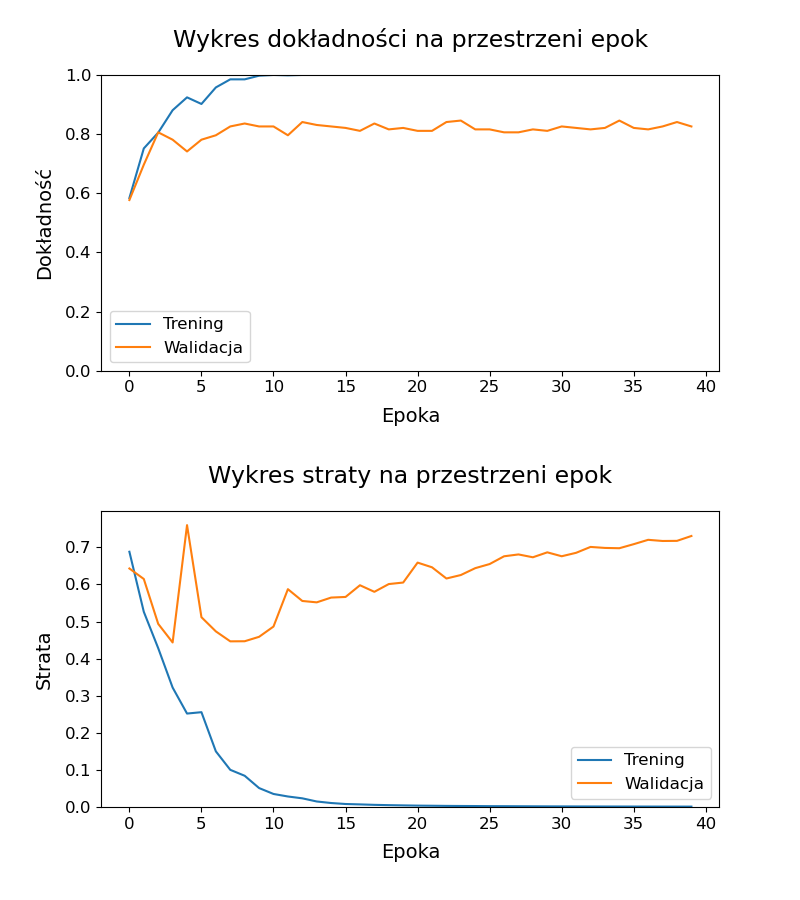 Wykres dokładności na przestrzeni epok
1.0
0.8
0.6
0.4
0.2
0.0
Dokładność
Trening
Walidacja
0 5 10 15 20 25 30 35 40
Epoka
Wykres straty na przestrzeni epok
0.7
0.6
0.5
0.4
0.3
0.2
0.1
0.0
Strata
Trening
Walidacja
0 5 10 15 20 25 30 35 40
Epoka